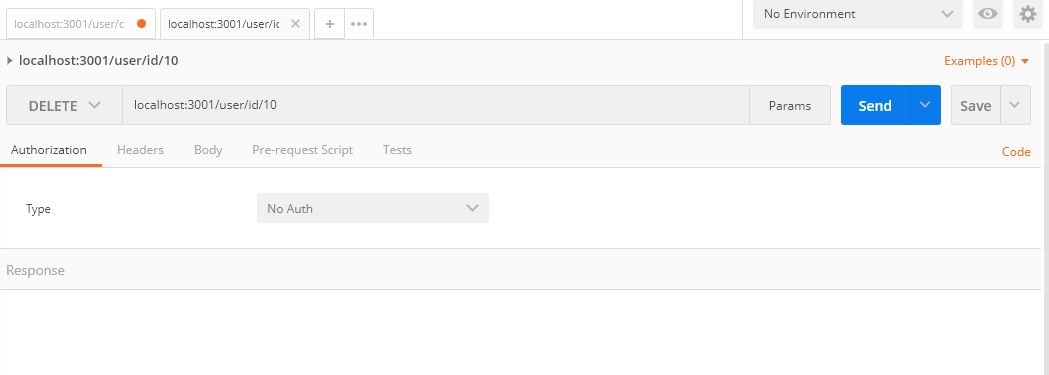 localhost:3001/user/c
localhost:3001/user/id
No Environment
localhost:3001/user/id/10
Examples (0)
DELETE
localhost:3001/user/id/10
Params
Send
Save
Authorization
Headers
Body
Pre-request Script
Tests
Code
Type
No Auth
Response